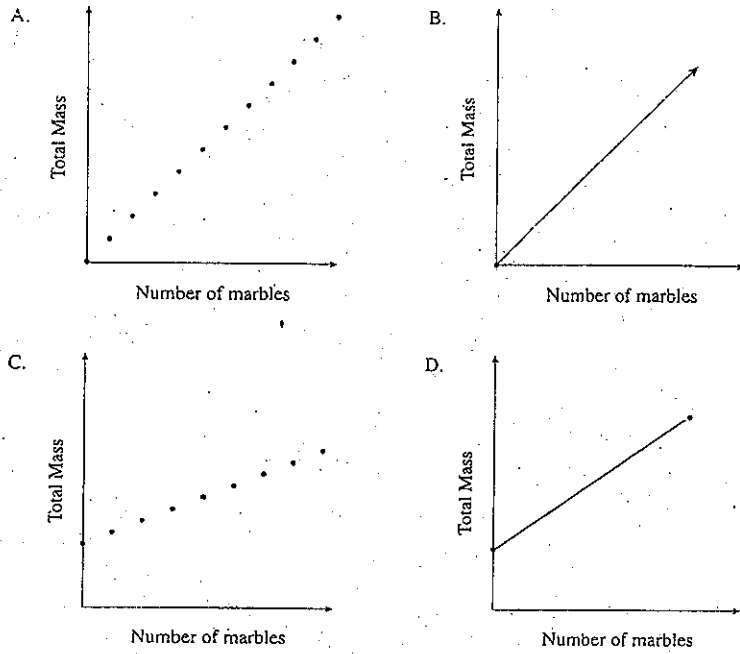 A.
Total Mass
Number of marbles
B.
Total Mass
Number of marbles
C.
Total Mass
Number of marbles
D.
Total Mass
Number of marbles